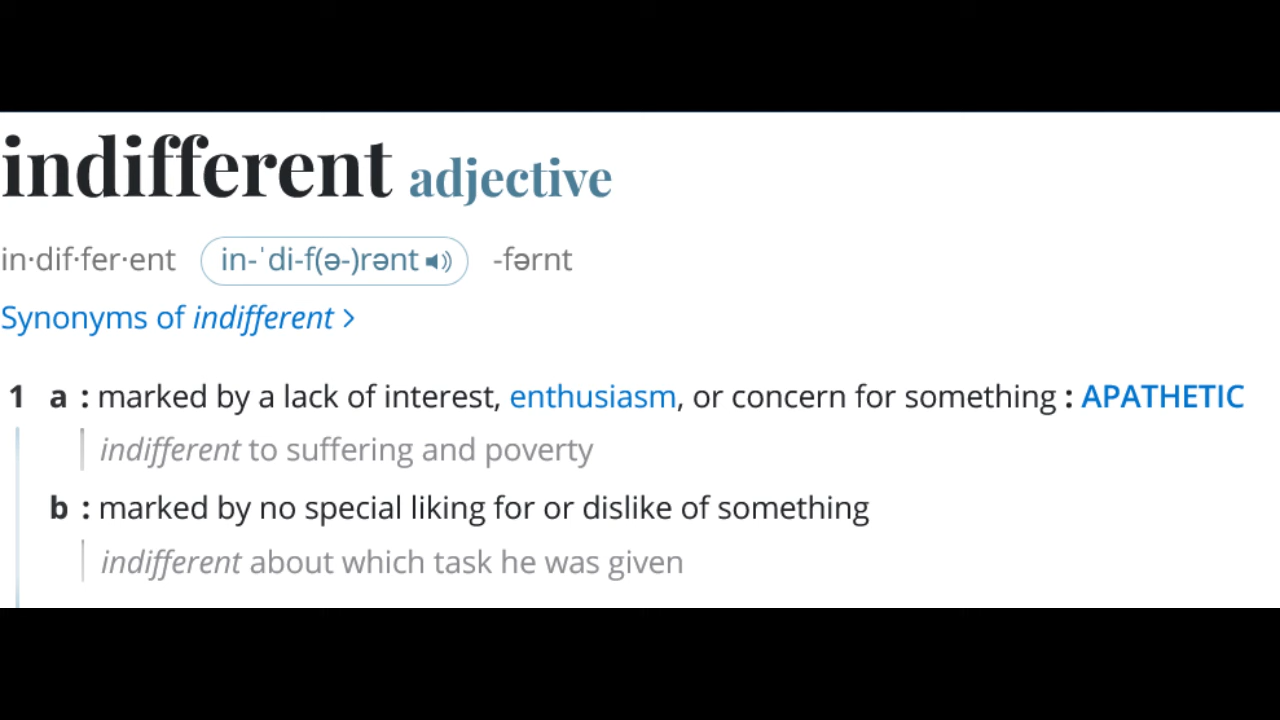 indifferent adjective
in·dif·fer·ent in-ˈdi-f(ə-)rənt -fərnt
Synonyms of indifferent >
1 a : marked by a lack of interest, enthusiasm, or concern for something : APATHETIC
indifferent to suffering and poverty
b : marked by no special liking for or dislike of something
indifferent about which task he was given